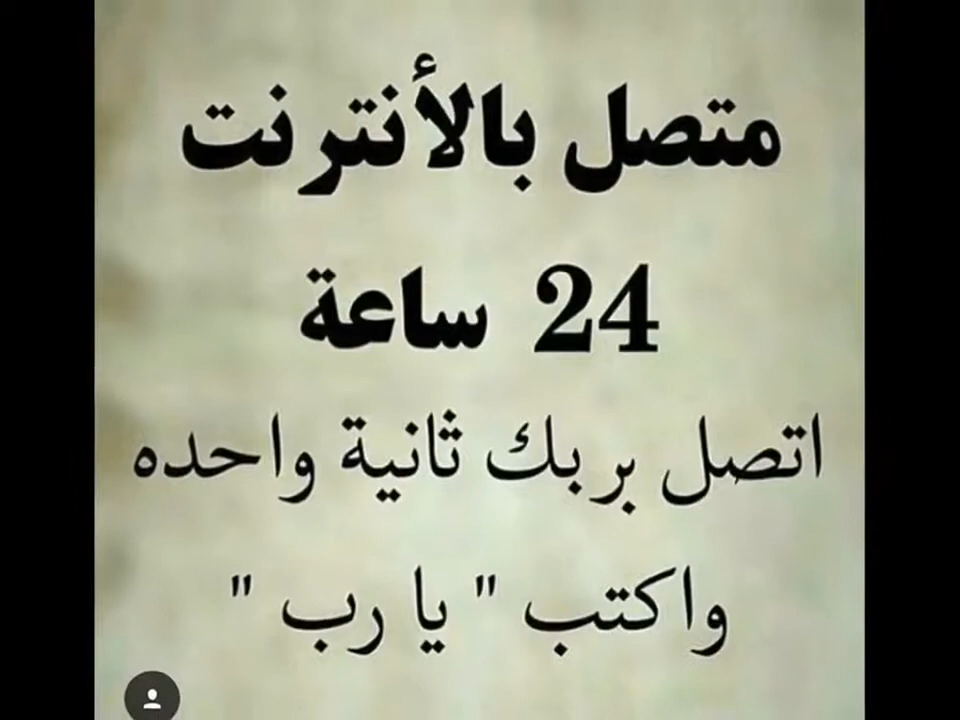 متصل بالأنترنت
24 ساعة
اتصل بربك ثانية واحده
واكتب " يا رب "